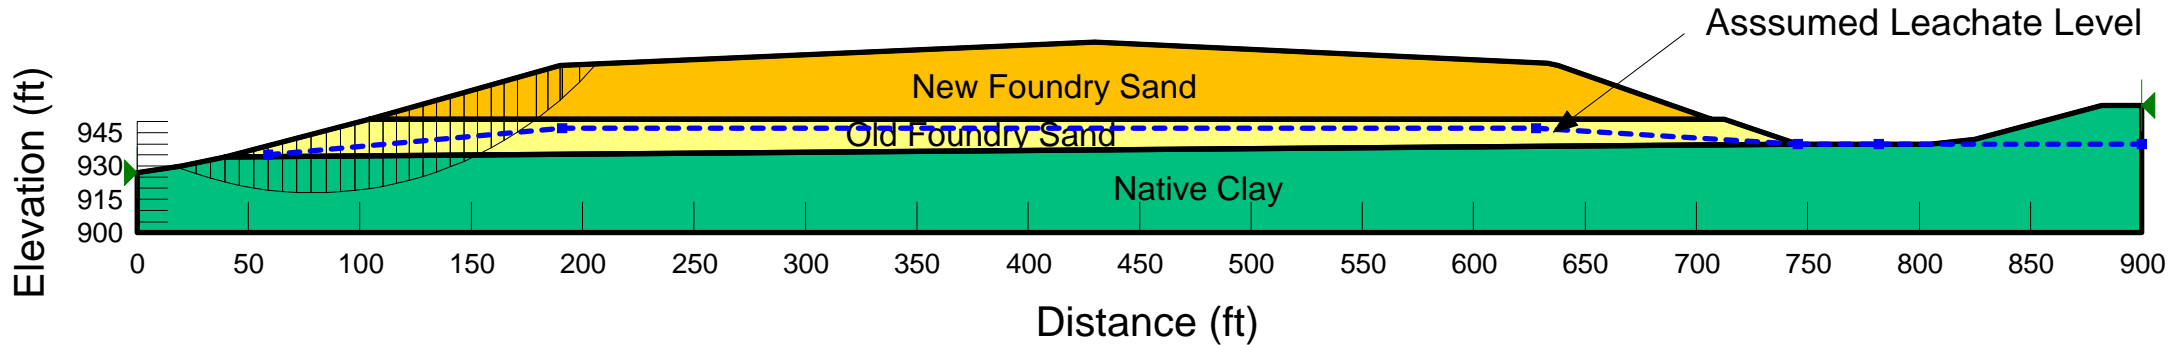 Asssumed Leachate Level
New Foundry Sand
Old Foundry Sand
Native Clay
Elevation (ft)
945
930
915
900
0 50 100 150 200 250 300 350 400 450 500 550 600 650 700 750 800 850 900
Distance (ft)